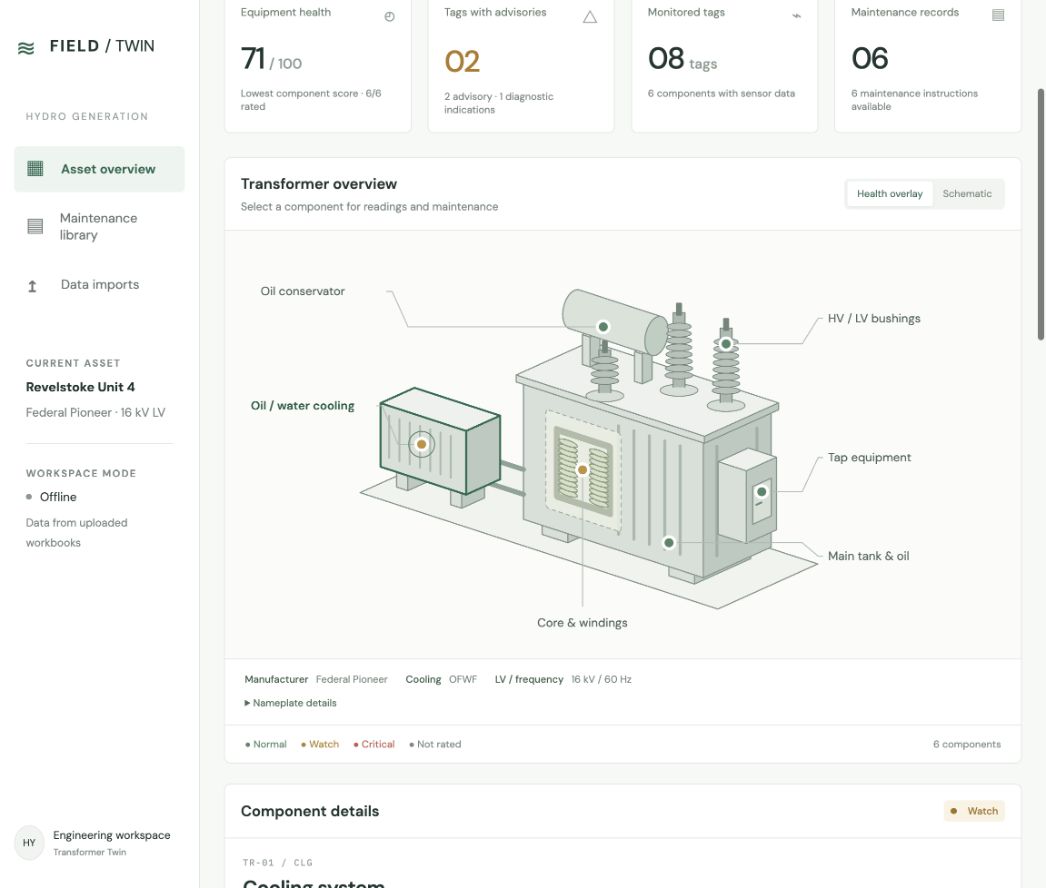 FIELD / TWIN
HYDRO GENERATION
Asset overview
Maintenance
library
Data imports
CURRENT ASSET
Revelstoke Unit 4
Federal Pioneer · 16 kV LV
WORKSPACE MODE
Offline
Data from uploaded
workbooks
HY
Engineering workspace
Transformer Twin
Equipment health
71 / 100
Lowest component score · 6/6
rated
Tags with advisories
02
2 advisory · 1 diagnostic
indications
Monitored tags
08 tags
6 components with sensor data
Maintenance records
06
6 maintenance instructions
available
Transformer overview
Select a component for readings and maintenance
Health overlay
Schematic
Oil conservator
HV / LV bushings
Oil / water cooling
Tap equipment
Main tank & oil
Core & windings
Manufacturer Federal Pioneer Cooling OFWF LV / frequency 16 kV / 60 Hz
Nameplate details
Normal Watch Critical Not rated 6 components
Component details
Watch
TR-01 / CLG
Cooling system